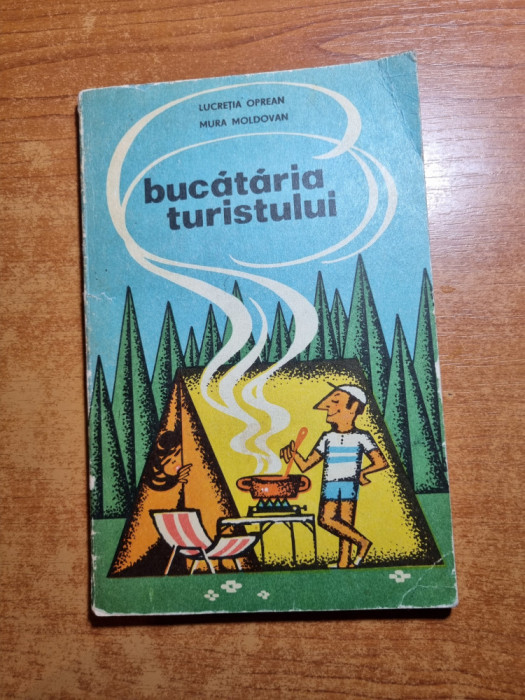 LUCREȚIA OPREAN
MURA MOLDOVAN
bucătăria
turistului